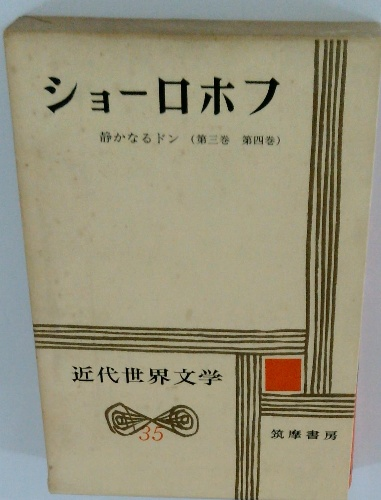 ショーロホフ
静かなるドン（第三巻　第四巻）
近代世界文学
35
筑摩書房